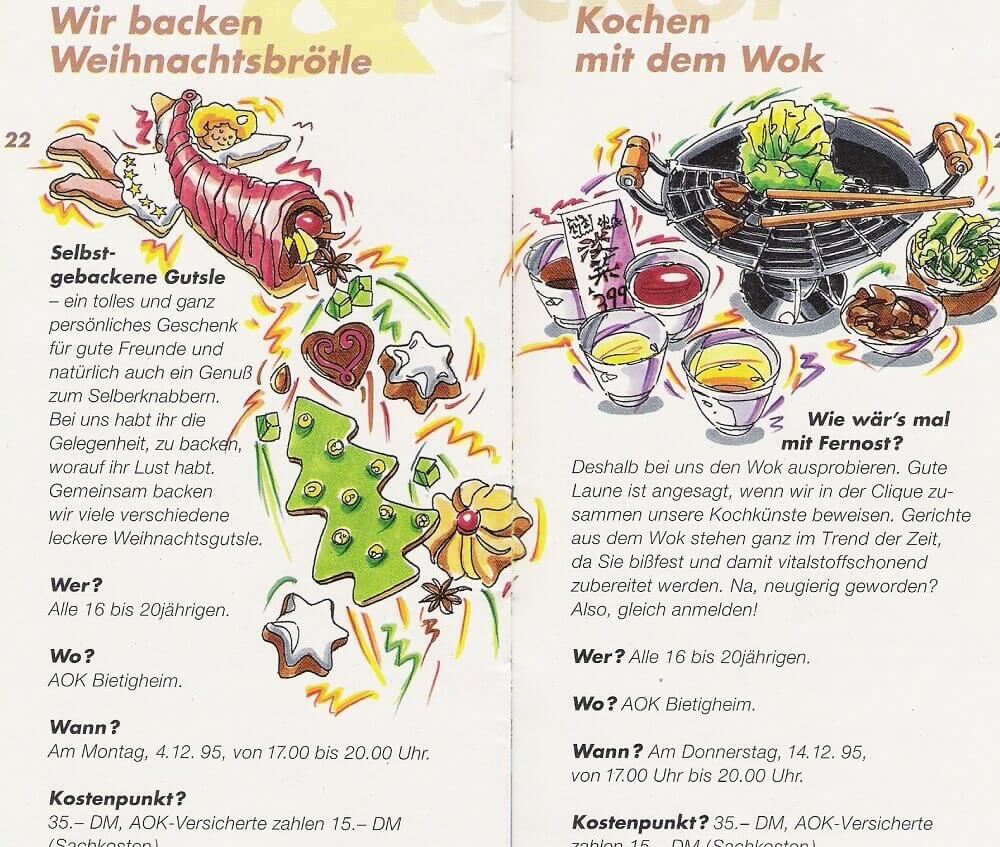 & lecker
Wir backen
Weihnachtsbrötle
22
Selbst-
gebackene Gutsle
– ein tolles und ganz
persönliches Geschenk
für gute Freunde und
natürlich auch ein Genuß
zum Selberknabbern.
Bei uns habt ihr die
Gelegenheit, zu backen,
worauf ihr Lust habt.
Gemeinsam backen
wir viele verschiedene
leckere Weihnachtsgutsle.
Wer?
Alle 16 bis 20jährigen.
Wo?
AOK Bietigheim.
Wann?
Am Montag, 4.12. 95, von 17.00 bis 20.00 Uhr.
Kostenpunkt?
35.– DM, AOK-Versicherte zahlen 15.– DM
(Sachkosten)
Kochen
mit dem Wok
2
399
Wie wär's mal
mit Fernost?
Deshalb bei uns den Wok ausprobieren. Gute
Laune ist angesagt, wenn wir in der Clique zu-
sammen unsere Kochkünste beweisen. Gerichte
aus dem Wok stehen ganz im Trend der Zeit,
da Sie bißfest und damit vitalstoffschonend
zubereitet werden. Na, neugierig geworden?
Also, gleich anmelden!
Wer? Alle 16 bis 20jährigen.
Wo? AOK Bietigheim.
Wann? Am Donnerstag, 14.12. 95,
von 17.00 Uhr bis 20.00 Uhr.
Kostenpunkt? 35.– DM, AOK-Versicherte
zahlen 15.– DM (Sachkosten)